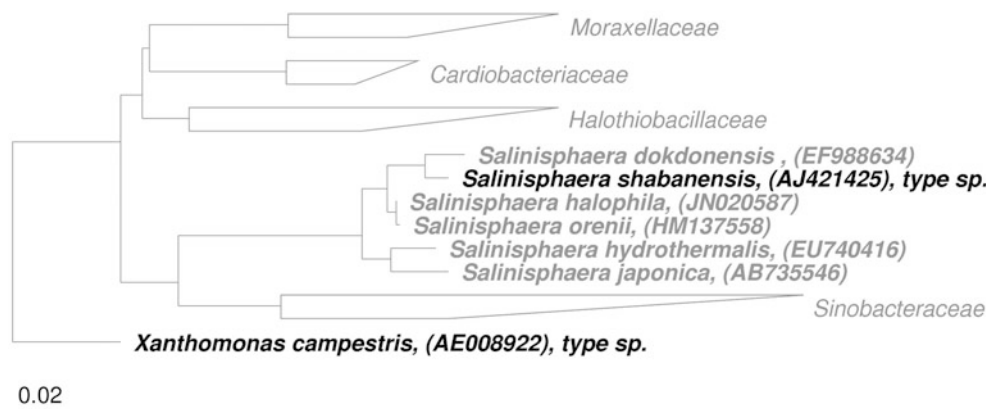 Moraxellaceae
Cardiobacteriaceae
Halothiobacillaceae
Salinisphaera dokdonensis , (EF988634)
Salinisphaera shabanensis, (AJ421425), type sp.
Salinisphaera halophila, (JN020587)
Salinisphaera orenii, (HM137558)
Salinisphaera hydrothermalis, (EU740416)
Salinisphaera japonica, (AB735546)
Sinobacteraceae
Xanthomonas campestris, (AE008922), type sp.
0.02